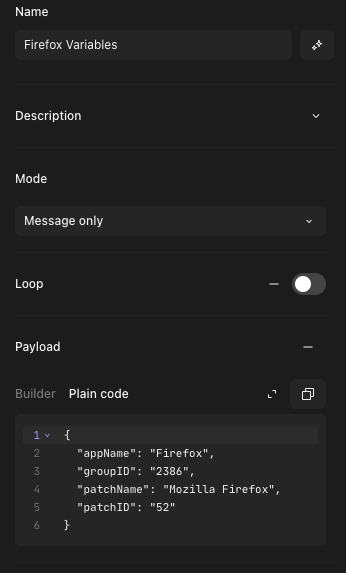 Name
Firefox Variables
Description
Mode
Message only
Loop
Payload
Builder Plain code
1 {
2 "appName": "Firefox",
3 "groupID": "2386",
4 "patchName": "Mozilla Firefox",
5 "patchID": "52"
6 }